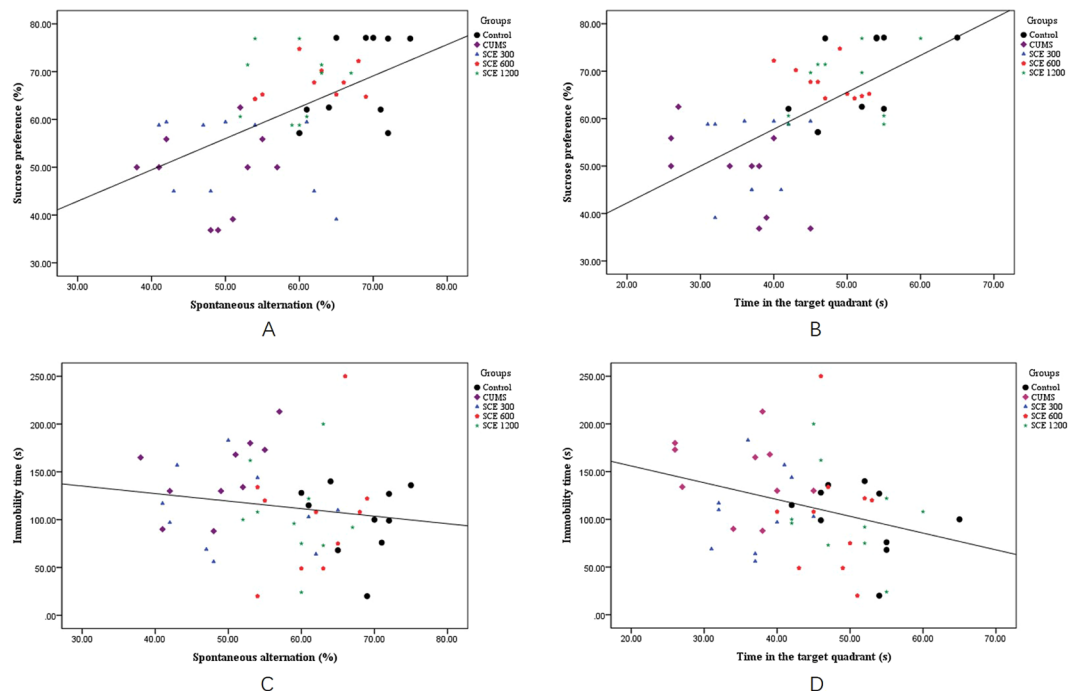 Groups
Control
CUMS
SCE 300
SCE 600
SCE 1200
80.00
70.00
60.00
50.00
40.00
30.00
Sucrose preference (%)
30.00 40.00 50.00 60.00 70.00 80.00
Spontaneous alternation (%)
A
Groups
Control
CUMS
SCE 300
SCE 600
SCE 1200
80.00
70.00
60.00
50.00
40.00
30.00
Sucrose preference (%)
20.00 30.00 40.00 50.00 60.00 70.00
Time in the target quadrant (s)
B
Groups
Control
CUMS
SCE 300
SCE 600
SCE 1200
250.00
200.00
150.00
100.00
50.00
.00
Immobility time (s)
30.00 40.00 50.00 60.00 70.00 80.00
Spontaneous alternation (%)
C
Groups
Control
CUMS
SCE 300
SCE 600
SCE 1200
250.00
200.00
150.00
100.00
50.00
.00
Immobility time (s)
20.00 30.00 40.00 50.00 60.00 70.00
Time in the target quadrant (s)
D